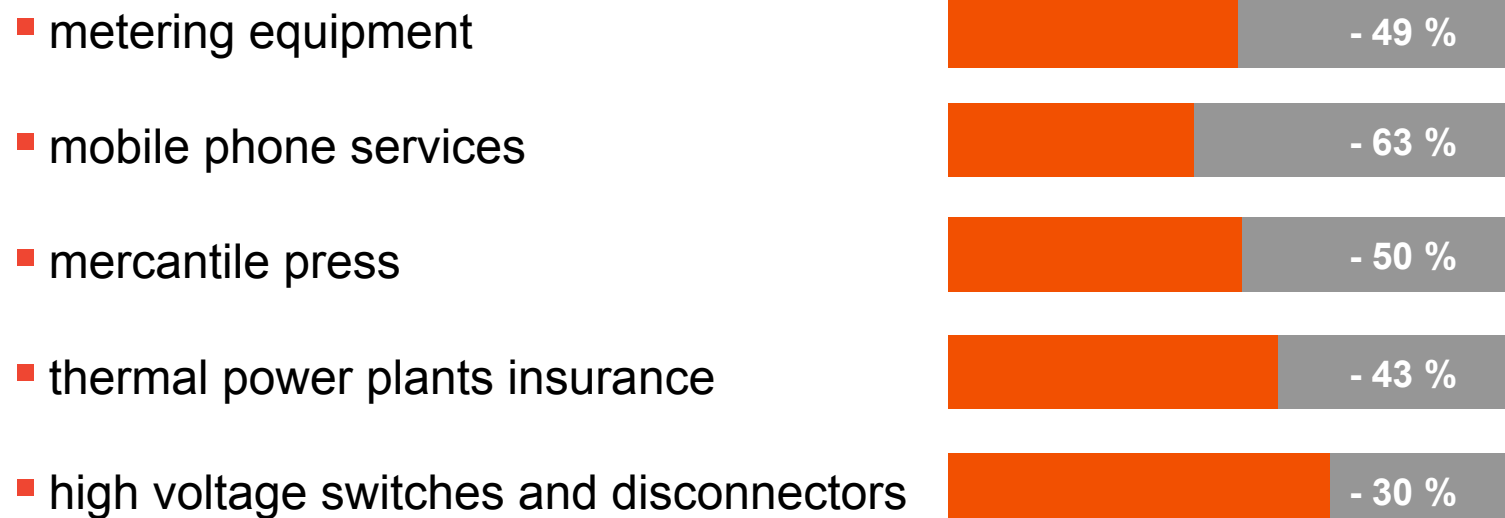 metering equipment - 49 %
mobile phone services - 63 %
mercantile press - 50 %
thermal power plants insurance - 43 %
high voltage switches and disconnectors - 30 %